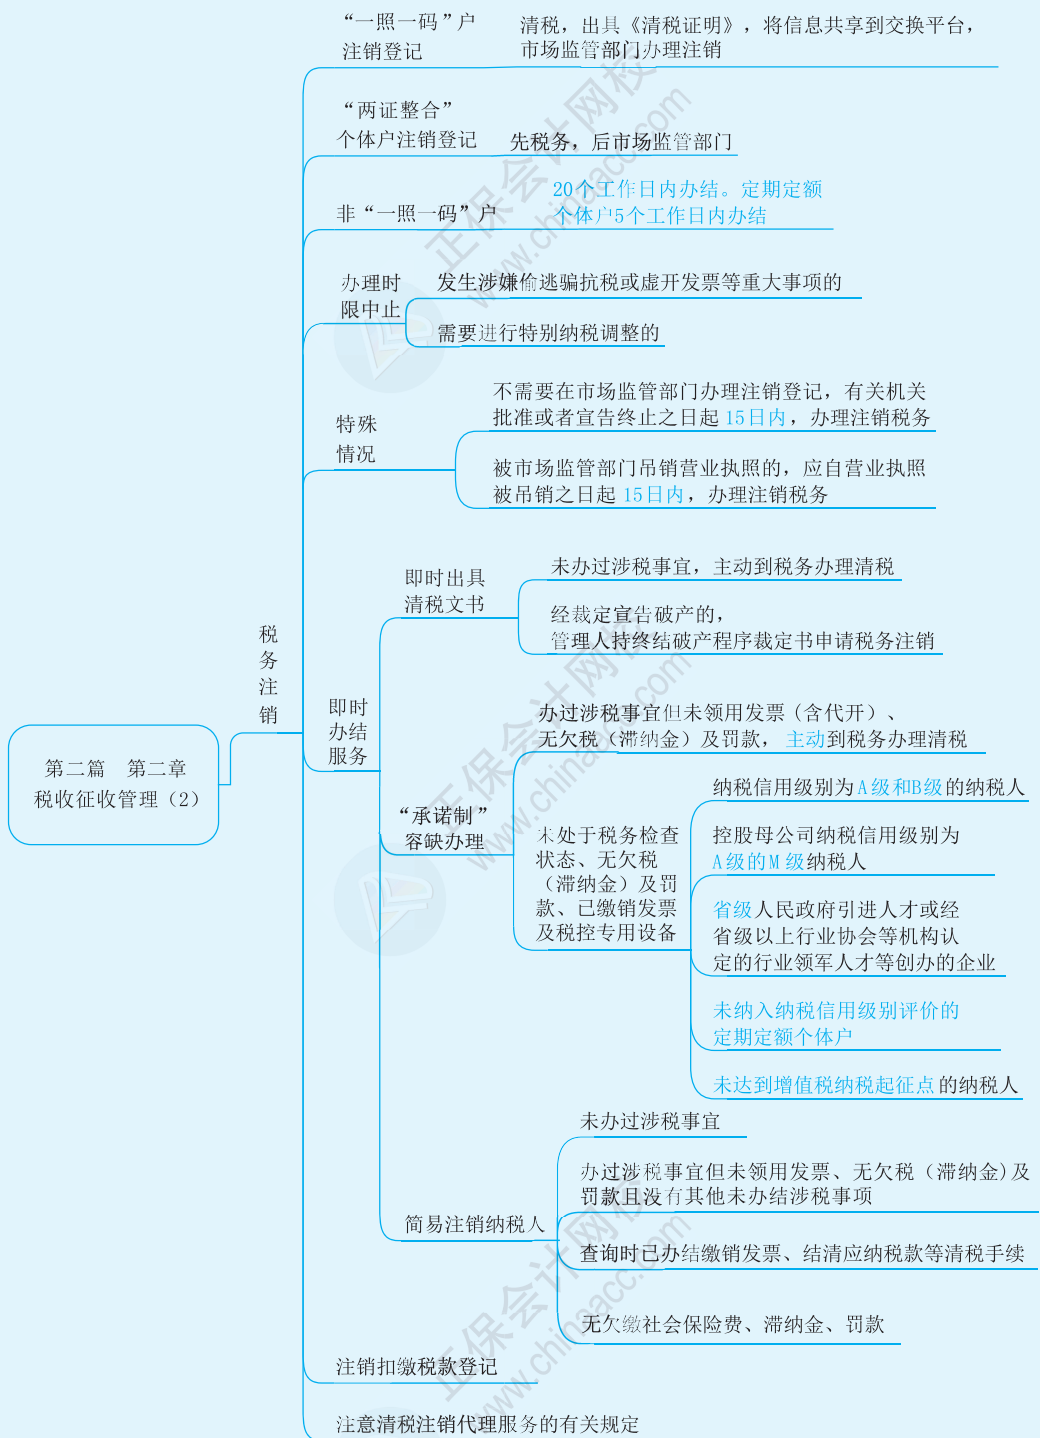 第二篇　第二章
税收征收管理（2）
税
务
注
销
“一照一码”户
注销登记
清税，出具《清税证明》，将信息共享到交换平台，
市场监管部门办理注销
“两证整合”
个体户注销登记
先税务，后市场监管部门
非“一照一码”户
20个工作日内办结。定期定额
个体户5个工作日内办结
办理时
限中止
发生涉嫌偷逃骗抗税或虚开发票等重大事项的
需要进行特别纳税调整的
特殊
情况
不需要在市场监管部门办理注销登记，有关机关
批准或者宣告终止之日起15日内，办理注销税务
被市场监管部门吊销营业执照的，应自营业执照
被吊销之日起15日内，办理注销税务
即时
办结
服务
即时出具
清税文书
未办过涉税事宜，主动到税务办理清税
经裁定宣告破产的，
管理人持终结破产程序裁定书申请税务注销
“承诺制”
容缺办理
办过涉税事宜但未领用发票（含代开）、
无欠税（滞纳金）及罚款，主动到税务办理清税
未处于税务检查
状态、无欠税
（滞纳金）及罚
款、已缴销发票
及税控专用设备
纳税信用级别为A级和B级的纳税人
控股母公司纳税信用级别为
A级的M级纳税人
省级人民政府引进人才或经
省级以上行业协会等机构认
定的行业领军人才等创办的企业
未纳入纳税信用级别评价的
定期定额个体户
未达到增值税纳税起征点的纳税人
简易注销纳税人
未办过涉税事宜
办过涉税事宜但未领用发票、无欠税（滞纳金)及
罚款且没有其他未办结涉税事项
查询时已办结缴销发票、结清应纳税款等清税手续
无欠缴社会保险费、滞纳金、罚款
注销扣缴税款登记
注意清税注销代理服务的有关规定
正保会计网校
www.chinaacc.com
正保会计网校
www.chinaacc.com
正保会计网校
www.chinaacc.com